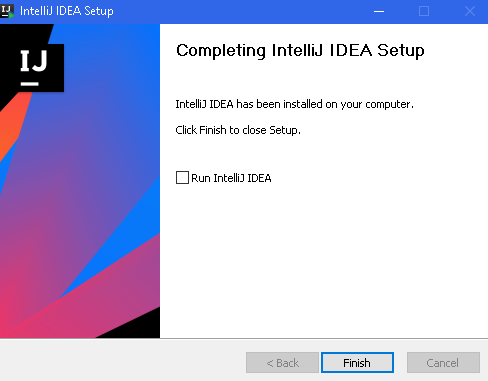 IntelliJ IDEA Setup
IJ
Completing IntelliJ IDEA Setup
IntelliJ IDEA has been installed on your computer.
Click Finish to close Setup.
Run IntelliJ IDEA
< Back
Finish
Cancel